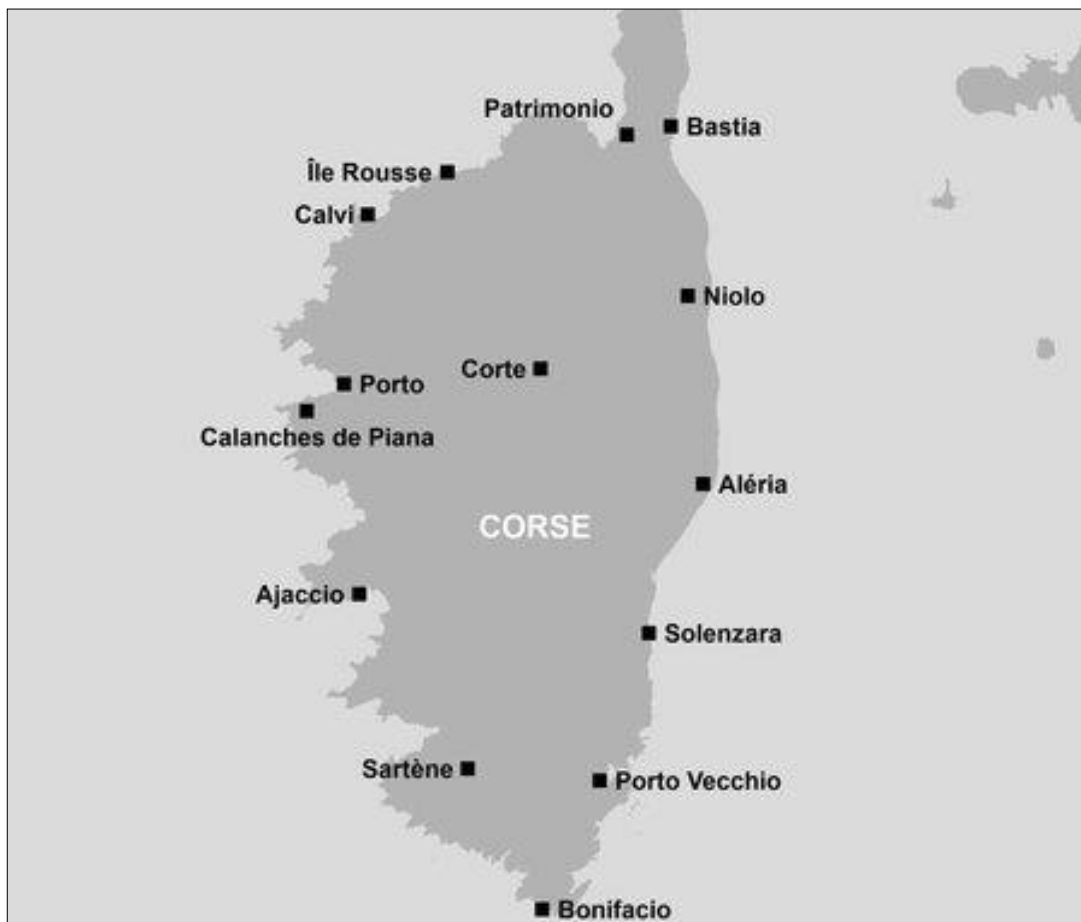 Patrimonio
Bastia
Île Rousse
Calvi
Niolo
Corte
Porto
Calanches de Piana
Aléria
CORSE
Ajaccio
Solenzara
Sartène
Porto Vecchio
Bonifacio